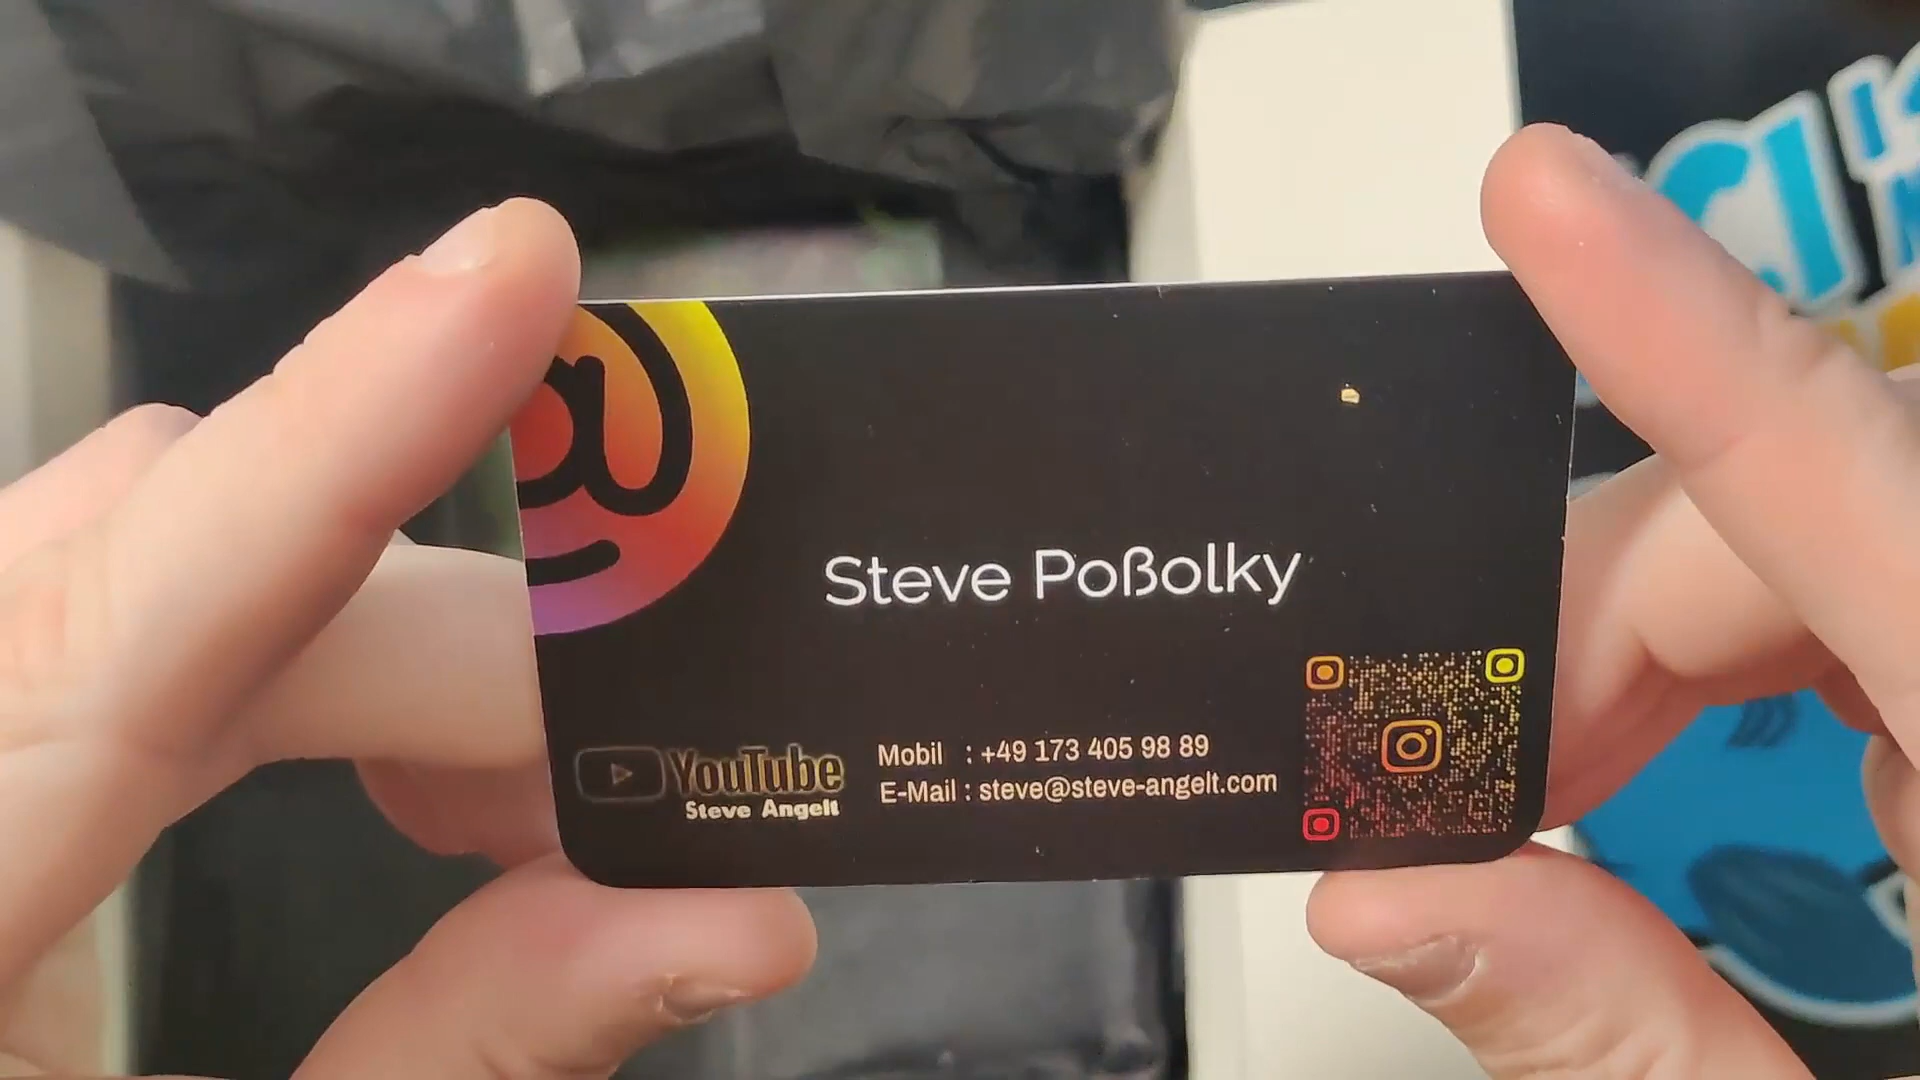 @
Steve Poßolky
YouTube
Steve Angelt
Mobil : +49 173 405 98 89
E-Mail : steve@steve-angelt.com